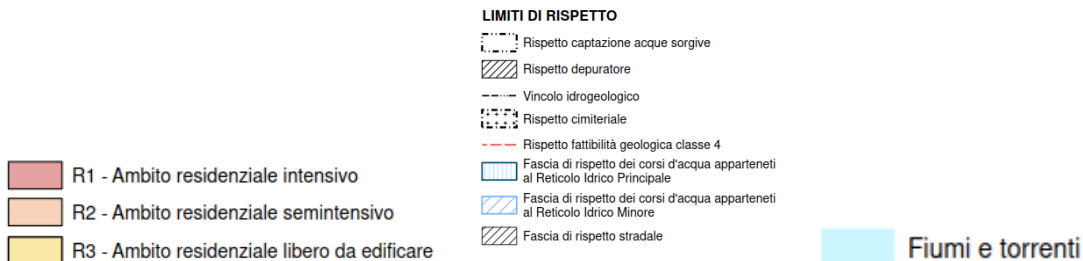 LIMITI DI RISPETTO
Rispetto captazione acque sorgive
Rispetto depuratore
Vincolo idrogeologico
Rispetto cimiteriale
Rispetto fattibilità geologica classe 4
Fascia di rispetto dei corsi d'acqua apparteneti
al Reticolo Idrico Principale
Fascia di rispetto dei corsi d'acqua apparteneti
al Reticolo Idrico Minore
Fascia di rispetto stradale
R1 - Ambito residenziale intensivo
R2 - Ambito residenziale semintensivo
R3 - Ambito residenziale libero da edificare
Fiumi e torrenti